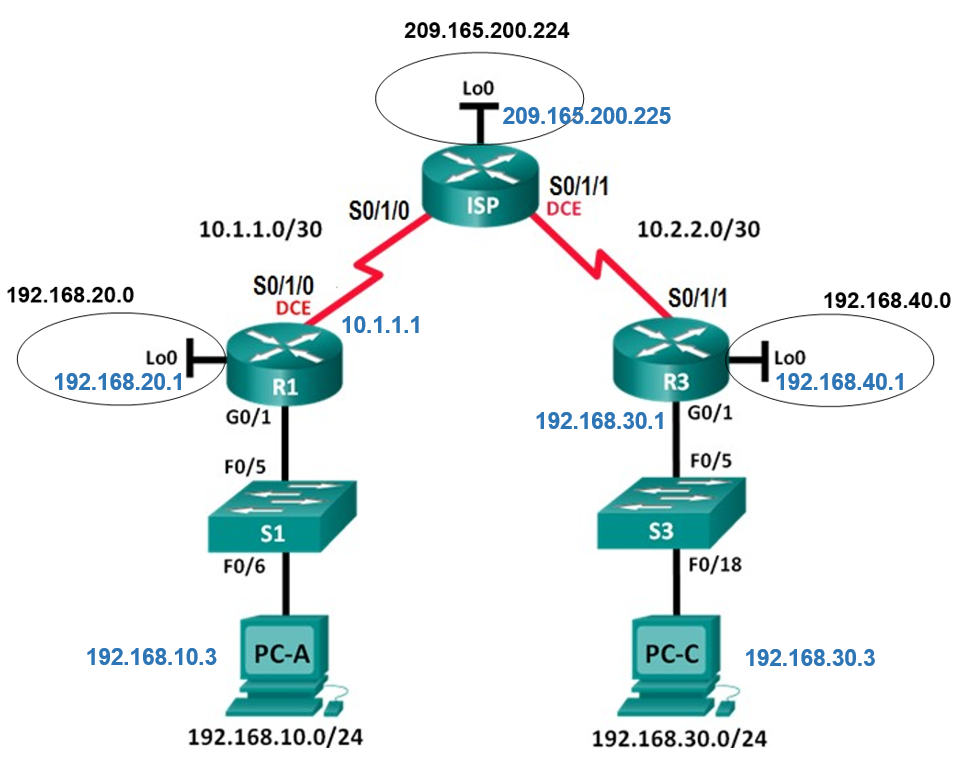 209.165.200.224
Lo0
209.165.200.225
ISP
S0/1/0
S0/1/1
DCE
10.1.1.0/30
10.2.2.0/30
S0/1/0
DCE
10.1.1.1
S0/1/1
192.168.20.0
Lo0
192.168.20.1
R1
G0/1
192.168.40.0
Lo0
192.168.40.1
R3
192.168.30.1
G0/1
F0/5
S1
F0/6
F0/5
S3
F0/18
192.168.10.3
PC-A
192.168.10.0/24
PC-C
192.168.30.3
192.168.30.0/24